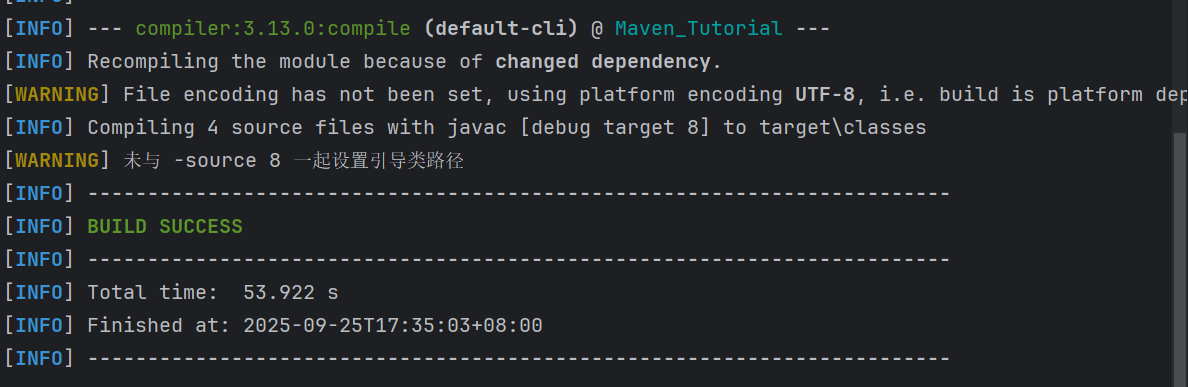 [INFO] --- compiler:3.13.0:compile (default-cli) @ Maven_Tutorial ---
[INFO] Recompiling the module because of changed dependency.
[WARNING] File encoding has not been set, using platform encoding UTF-8, i.e. build is platform dep
[INFO] Compiling 4 source files with javac [debug target 8] to target\classes
[WARNING] 未与 -source 8 一起设置引导类路径
[INFO] ------------------------------------------------------------------------
[INFO] BUILD SUCCESS
[INFO] ------------------------------------------------------------------------
[INFO] Total time:  53.922 s
[INFO] Finished at: 2025-09-25T17:35:03+08:00
[INFO] ------------------------------------------------------------------------